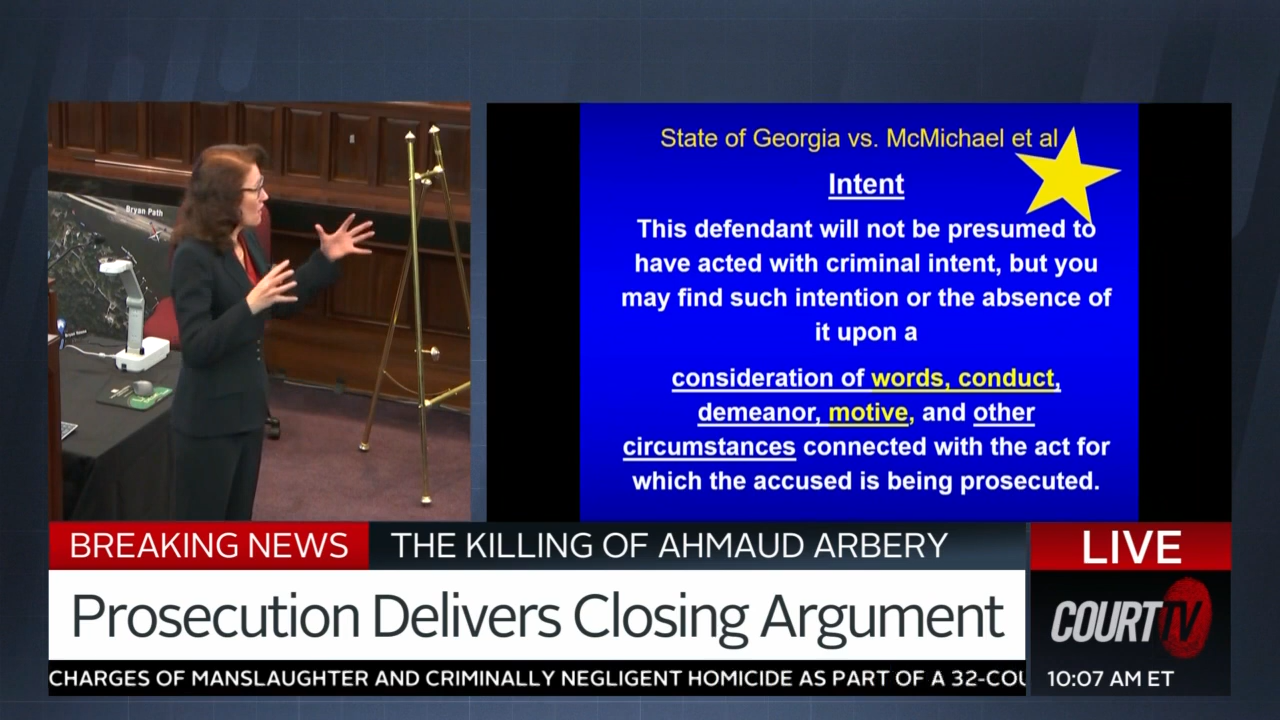 Bryan Path
State of Georgia vs. McMichael et al
Intent
This defendant will not be presumed to
have acted with criminal intent, but you
may find such intention or the absence of
it upon a
consideration of words, conduct,
demeanor, motive, and other
circumstances connected with the act for
which the accused is being prosecuted.
BREAKING NEWS
THE KILLING OF AHMAUD ARBERY
LIVE
Prosecution Delivers Closing Argument
COURT TV
CHARGES OF MANSLAUGHTER AND CRIMINALLY NEGLIGENT HOMICIDE AS PART OF A 32-COU
10:07 AM ET